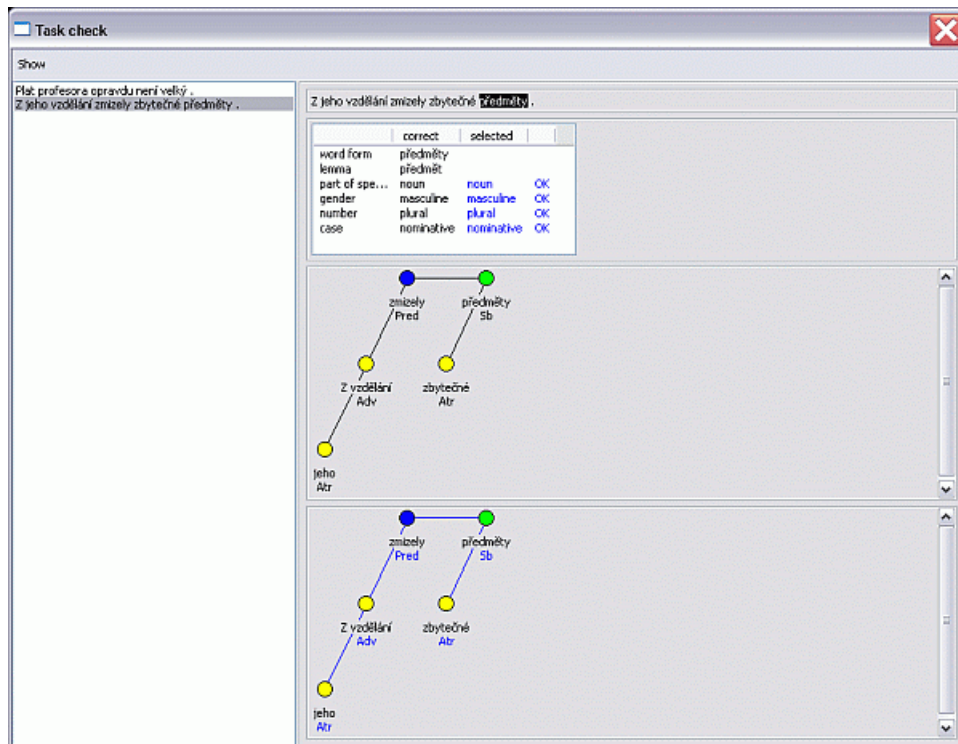 Task check
Show
Plat profesora opravdu není velký .
Z jeho vzdělání zmizely zbytečné předměty .
Z jeho vzdělání zmizely zbytečné předměty .
correct selected
word form předměty
lemma předmět
part of spe... noun noun OK
gender masculine masculine OK
number plural plural OK
case nominative nominative OK
zmizely předměty
Pred Sb
Z vzdělání zbytečné
Adv Atr
jeho
Atr
zmizely předměty
Pred Sb
Z vzdělání zbytečné
Adv Atr
jeho
Atr